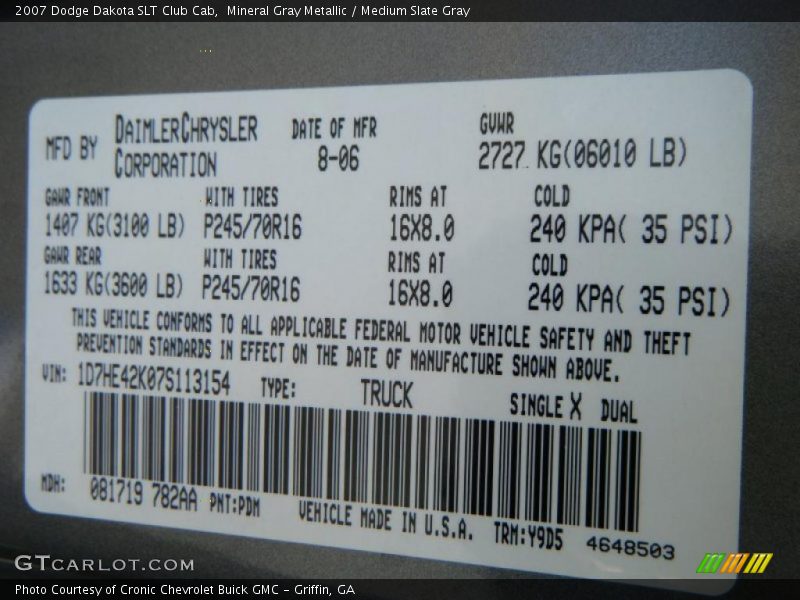 2007 Dodge Dakota SLT Club Cab,  Mineral Gray Metallic / Medium Slate Gray
MFD BY DAIMLERCHRYSLER CORPORATION
DATE OF MFR
8-06
GVWR
2727 KG(06010 LB)
GAWR FRONT WITH TIRES RIMS AT COLD
1407 KG(3100 LB) P245/70R16 16X8.0 240 KPA( 35 PSI)
GAWR REAR WITH TIRES RIMS AT COLD
1633 KG(3600 LB) P245/70R16 16X8.0 240 KPA( 35 PSI)
THIS VEHICLE CONFORMS TO ALL APPLICABLE FEDERAL MOTOR VEHICLE SAFETY AND THEFT
PREVENTION STANDARDS IN EFFECT ON THE DATE OF MANUFACTURE SHOWN ABOVE.
VIN: 1D7HE42K07S113154 TYPE: TRUCK SINGLE X DUAL
MDH: 081719 782AA PNT:PDM VEHICLE MADE IN U.S.A. TRM:Y9D5 4648503
GTCARLOT.COM
Photo Courtesy of Cronic Chevrolet Buick GMC – Griffin, GA